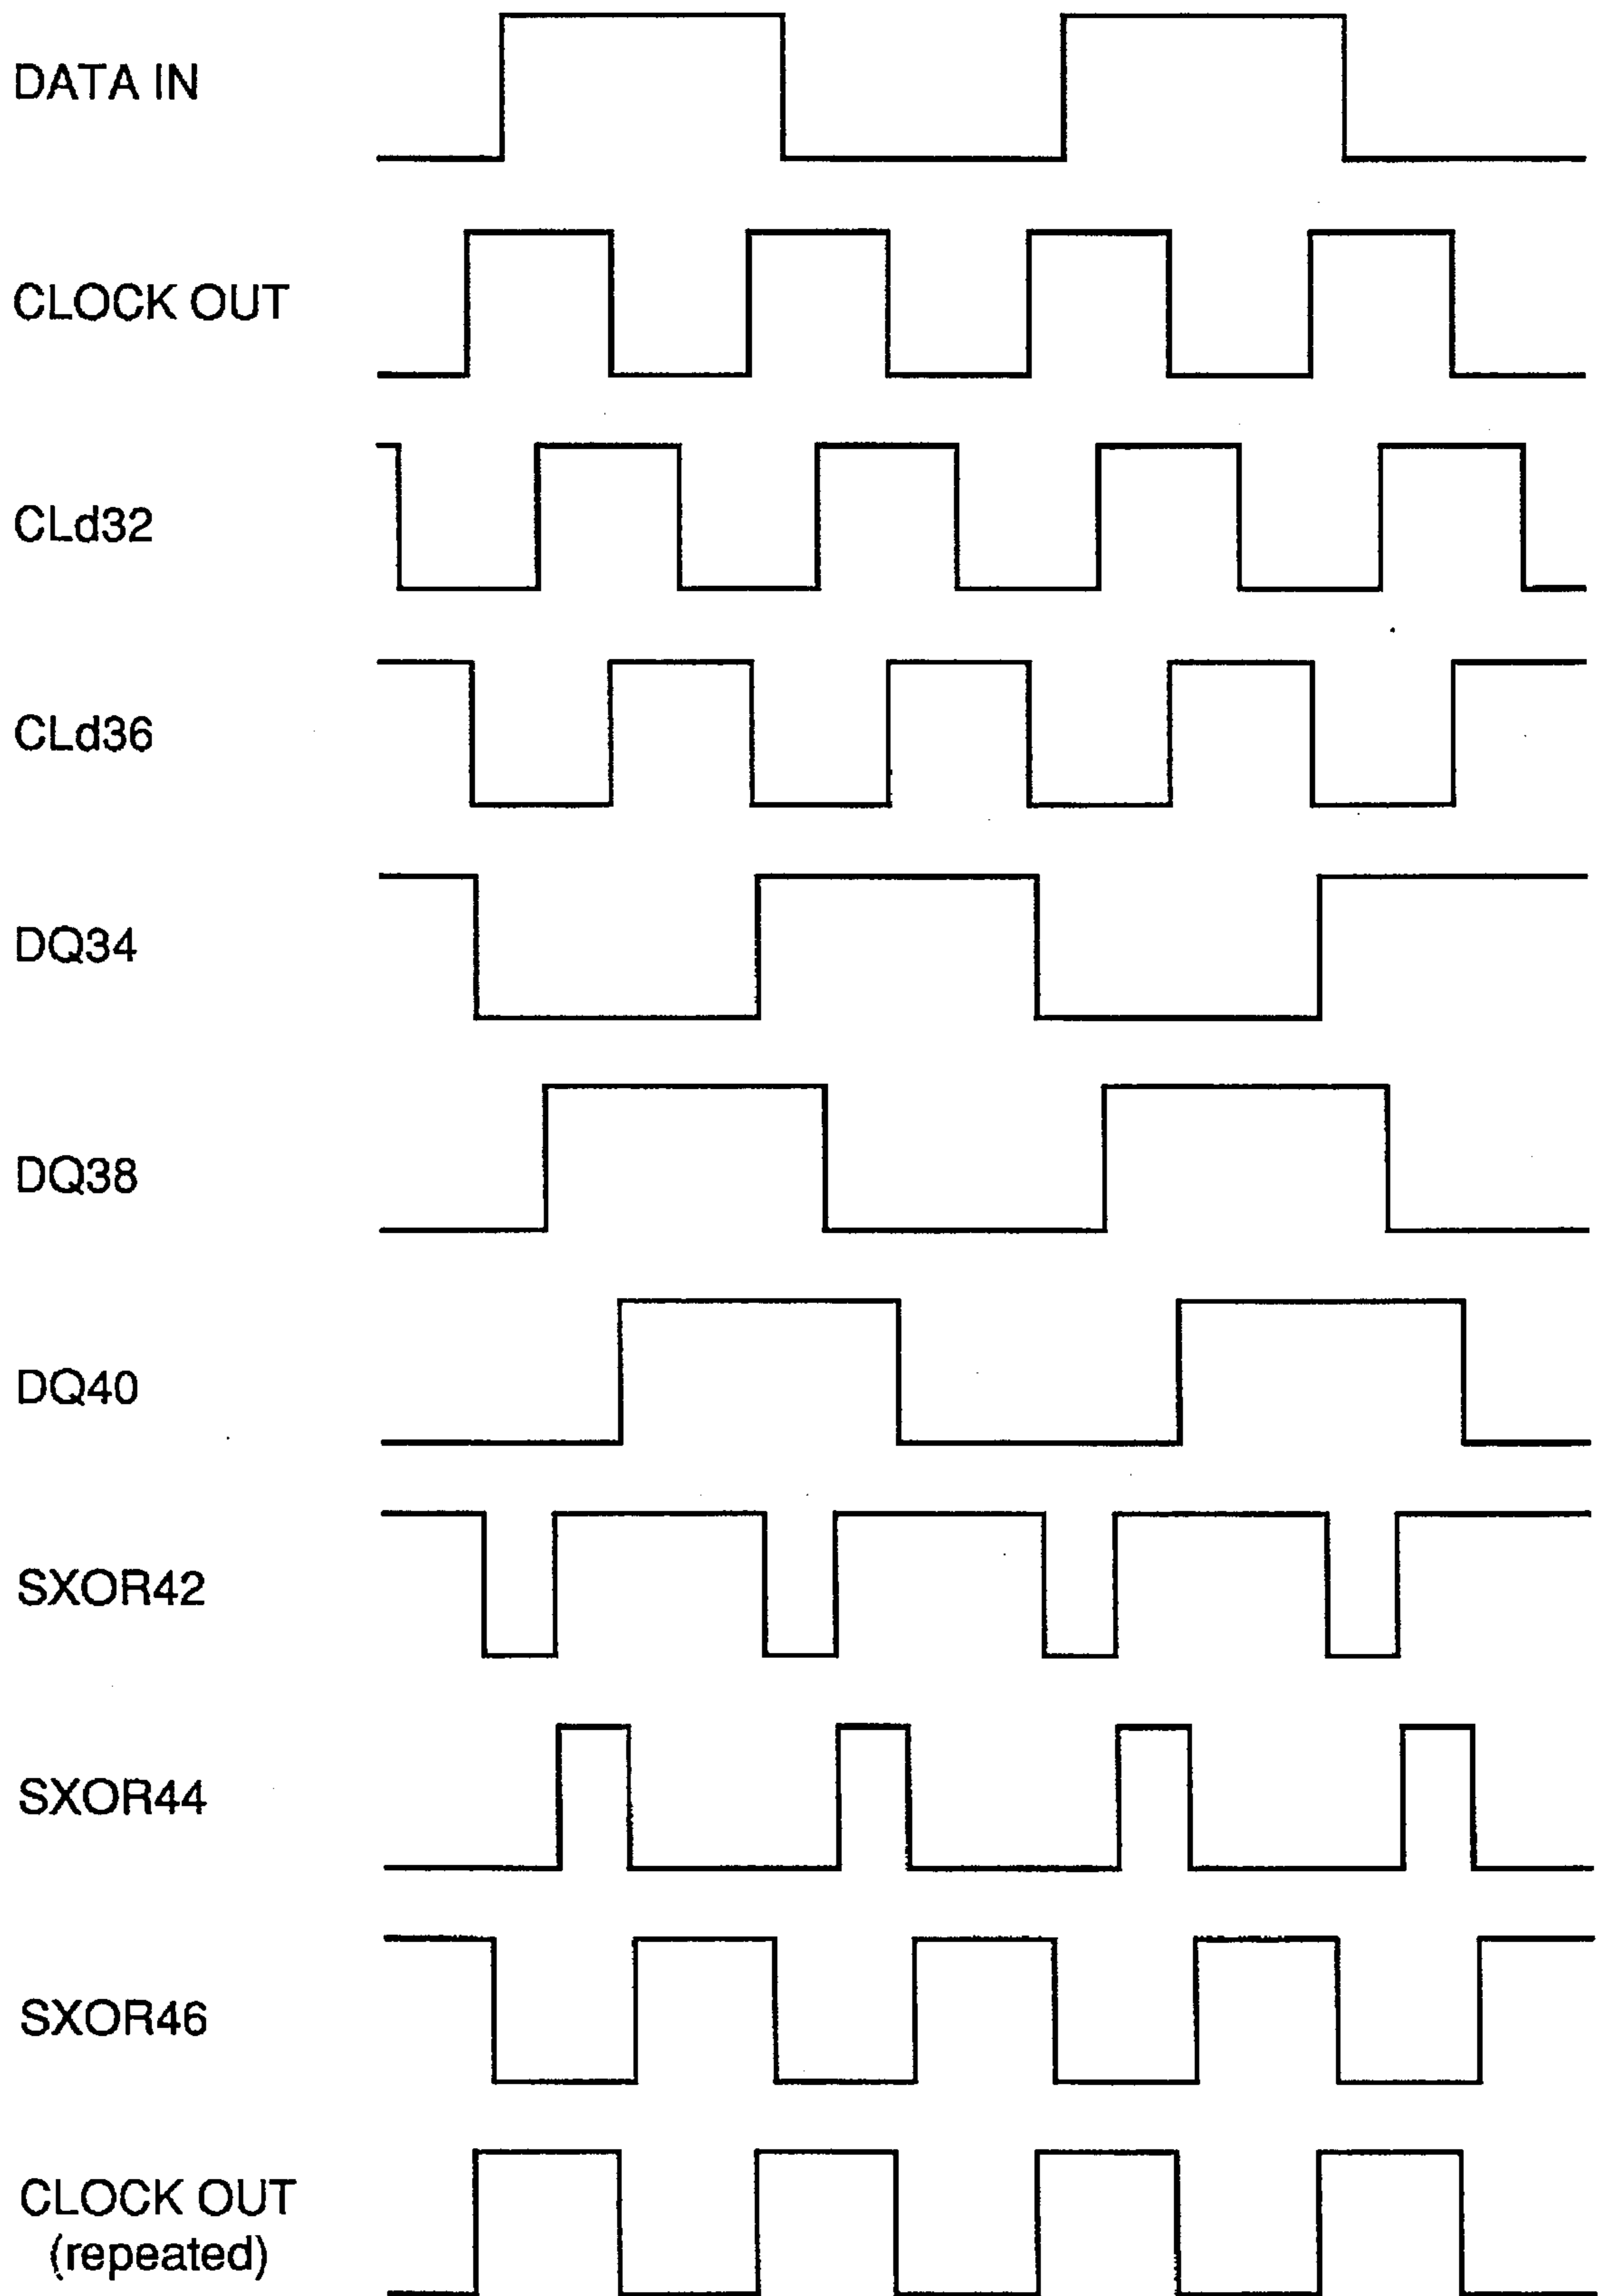 DATA IN
CLOCK OUT
CLd32
CLd36
DQ34
DQ38
DQ40
SXOR42
SXOR44
SXOR46
CLOCK OUT
(repeated)